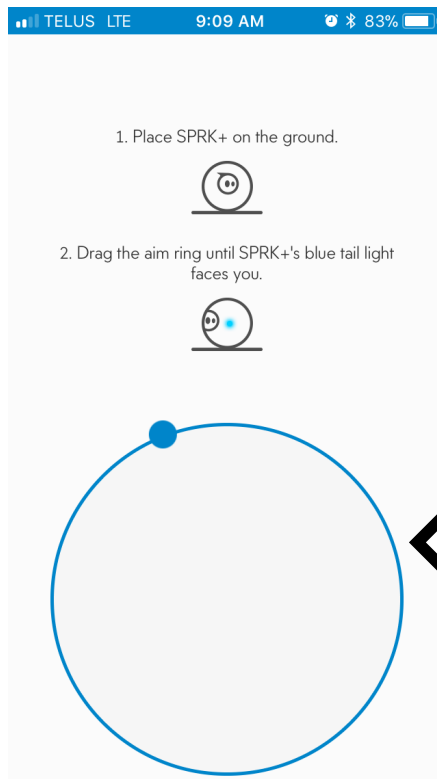 TELUS LTE 9:09 AM 83%
1. Place SPRK+ on the ground.
2. Drag the aim ring until SPRK+'s blue tail light
faces you.